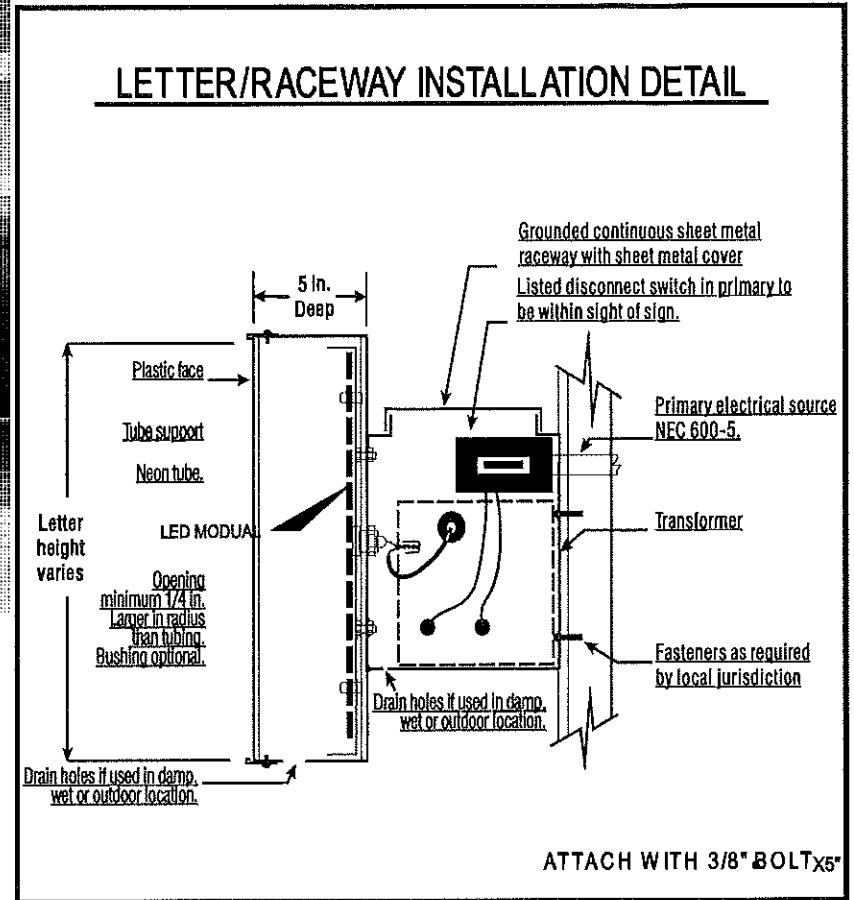 LETTER/RACEWAY INSTALLATION DETAIL
Grounded continuous sheet metal
raceway with sheet metal cover
Listed disconnect switch in primary to
be within sight of sign.
5 in.
Deep
Plastic face
Primary electrical source
NEC 600-5.
Tube support
Neon tube.
Letter
height
varies
LED MODUAL
Transformer
Opening
minimum 1/4 in.
Larger in radius
than tubing.
Bushing optional.
Fasteners as required
by local jurisdiction
Drain holes if used in damp,
wet or outdoor location.
Drain holes if used in damp,
wet or outdoor location.
ATTACH WITH 3/8" BOLTX5"